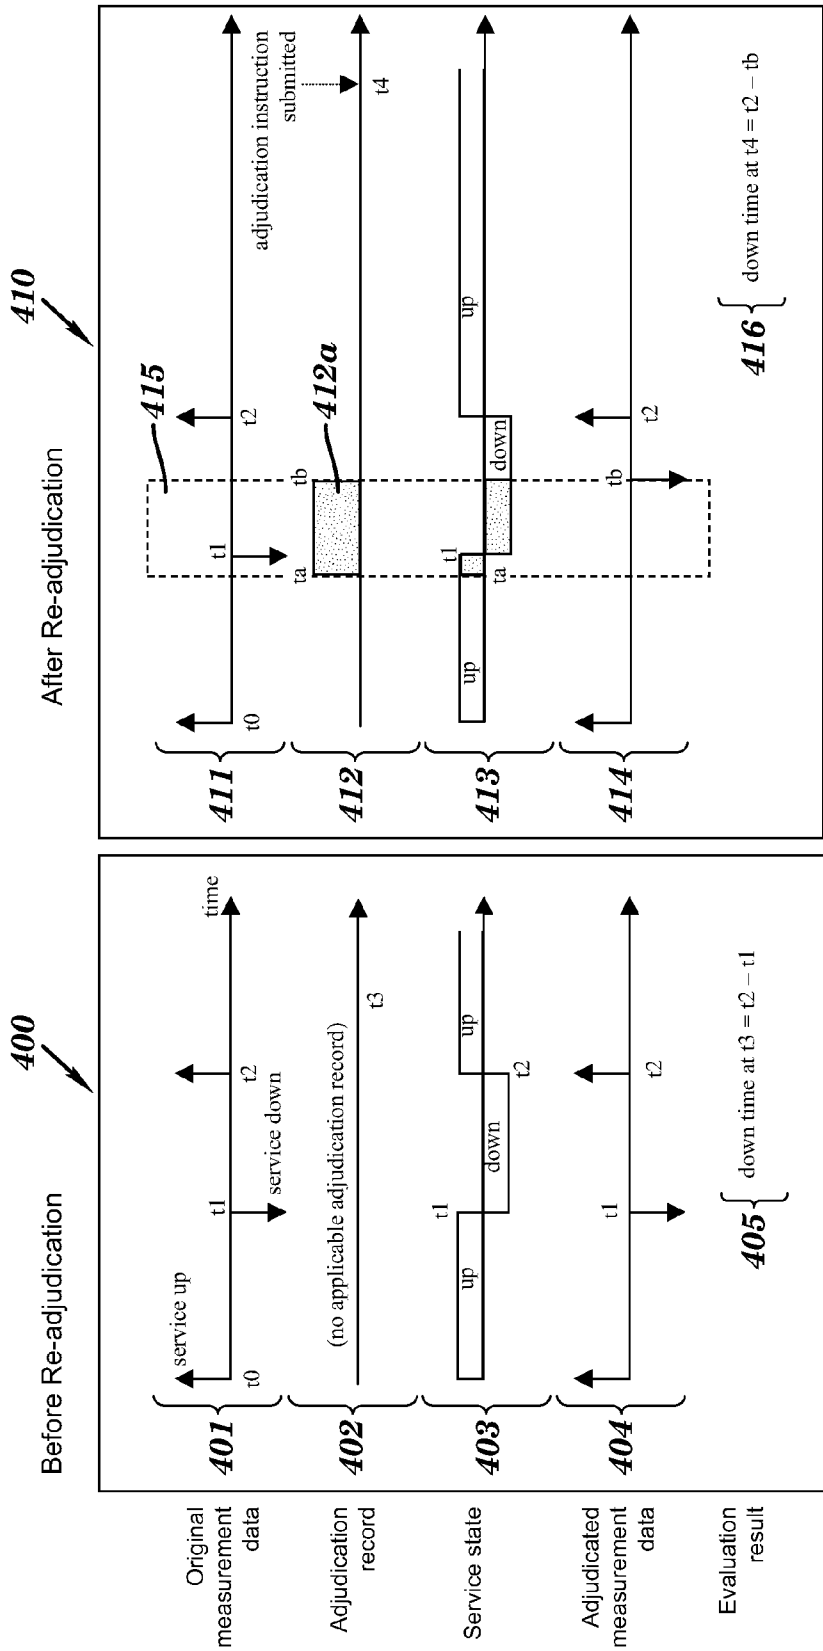 Before Re-adjudication
400
After Re-adjudication
410
Original
measurement
data
401
service up
t0
t1
service down
t2
time
411
t0
t1
t2
415
Adjudication
record
402
(no applicable adjudication record)
t3
412
ta
tb
412a
adjudication instruction
submitted
t4
Service state
403
up
t1
down
t2
up
413
up
ta
t1
down
up
Adjudicated
measurement
data
404
t1
t2
414
tb
t2
Evaluation
result
405
down time at t3 = t2 – t1
416
down time at t4 = t2 – tb